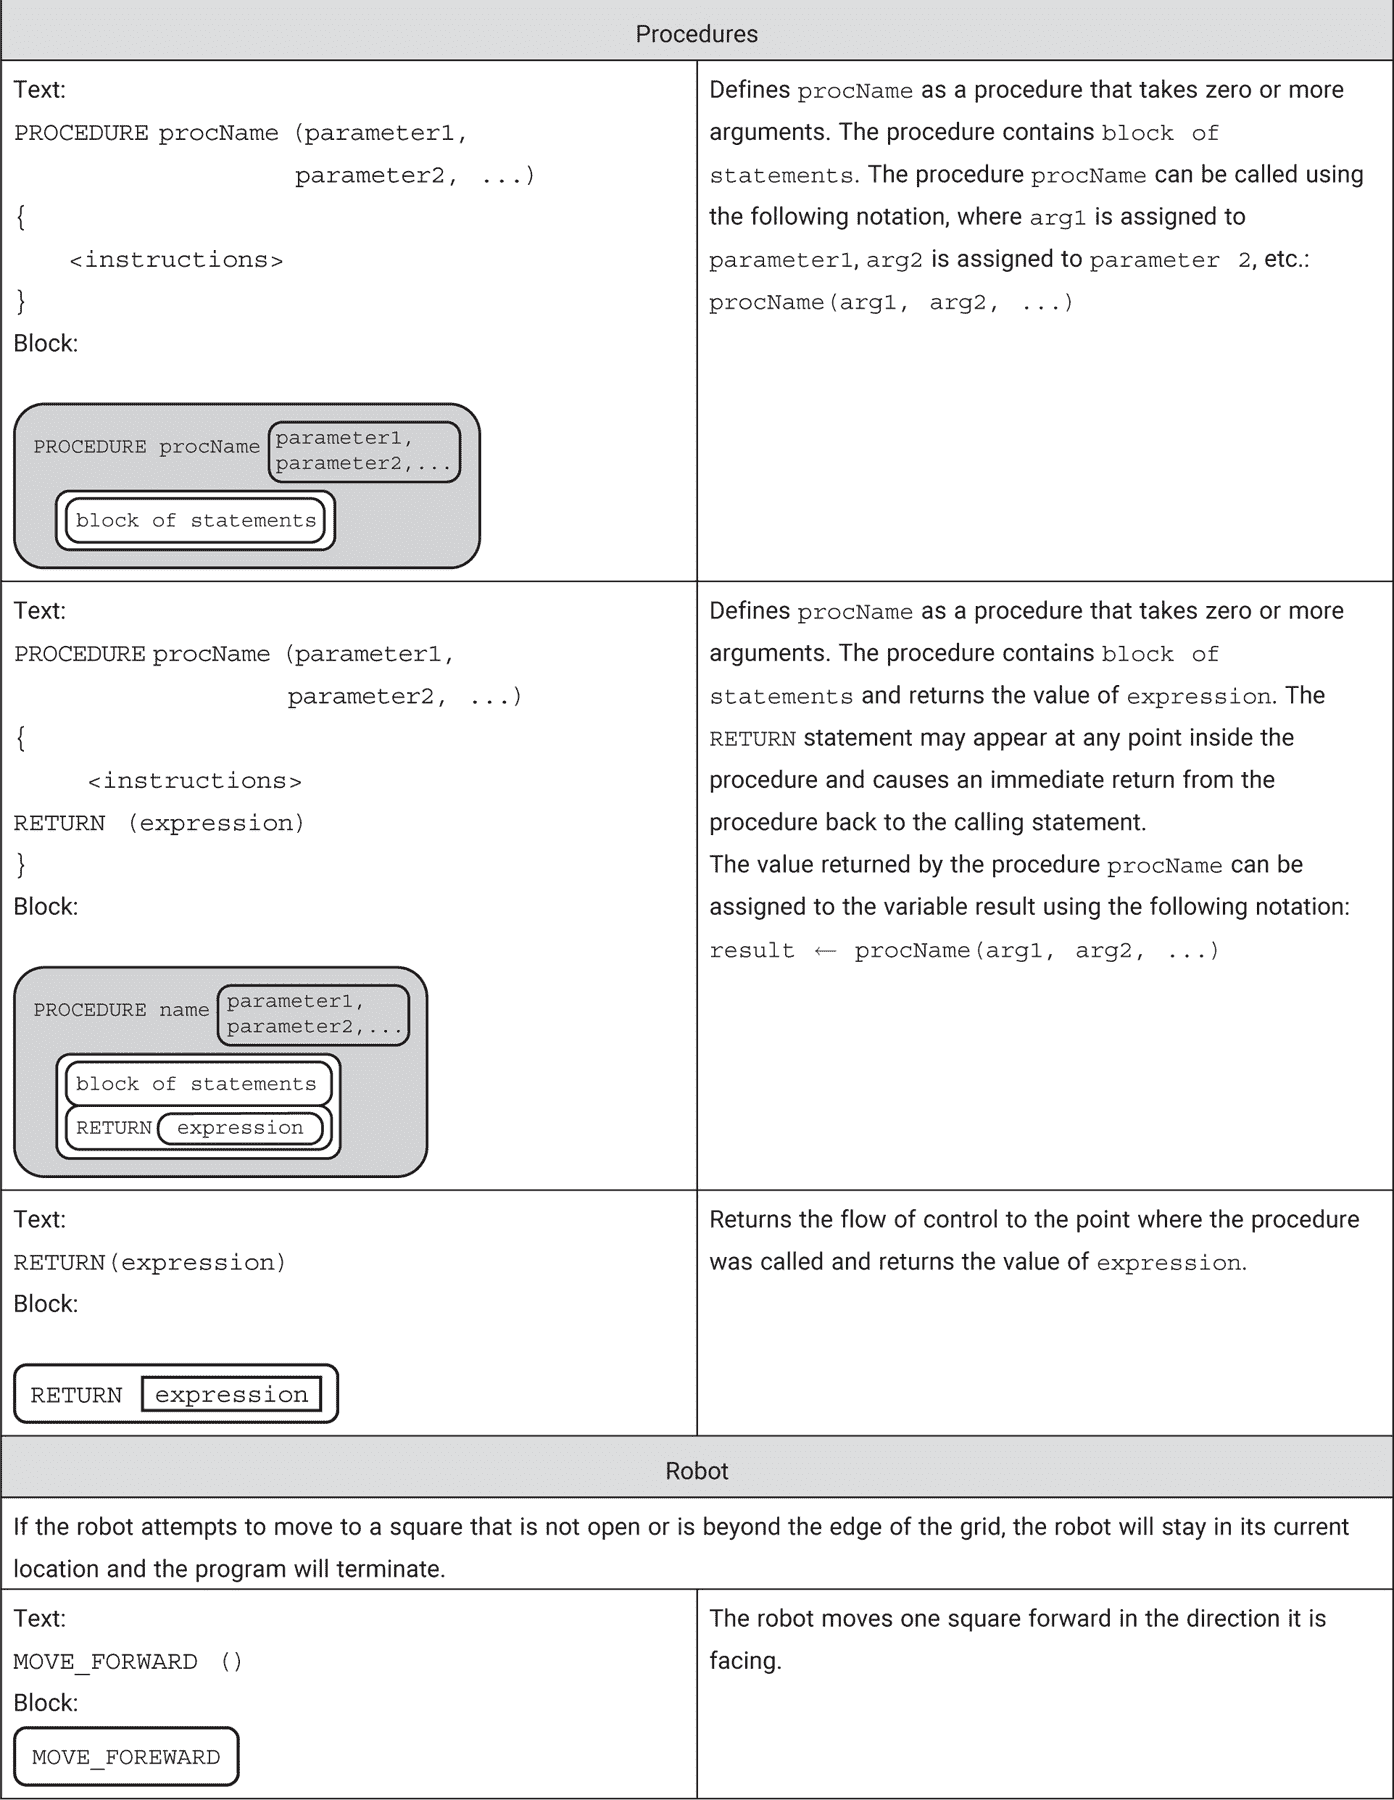 Procedures
Text:
PROCEDURE procName (parameter1,
parameter2, ...)
{
<instructions>
}
Block:
PROCEDURE procName
parameter1,
parameter2,...
block of statements
Defines procName as a procedure that takes zero or more
arguments. The procedure contains block of
statements. The procedure procName can be called using
the following notation, where arg1 is assigned to
parameter1, arg2 is assigned to parameter 2, etc.:
procName(arg1, arg2, ...)
Text:
PROCEDURE procName (parameter1,
parameter2, ...)
{
<instructions>
RETURN (expression)
}
Block:
PROCEDURE name
parameter1,
parameter2,...
block of statements
RETURN expression
Defines procName as a procedure that takes zero or more
arguments. The procedure contains block of
statements and returns the value of expression. The
RETURN statement may appear at any point inside the
procedure and causes an immediate return from the
procedure back to the calling statement.
The value returned by the procedure procName can be
assigned to the variable result using the following notation:
result ← procName(arg1, arg2, ...)
Text:
RETURN(expression)
Block:
RETURN expression
Returns the flow of control to the point where the procedure
was called and returns the value of expression.
Robot
If the robot attempts to move to a square that is not open or is beyond the edge of the grid, the robot will stay in its current
location and the program will terminate.
Text:
MOVE_FORWARD ()
Block:
MOVE_FOREWARD
The robot moves one square forward in the direction it is
facing.